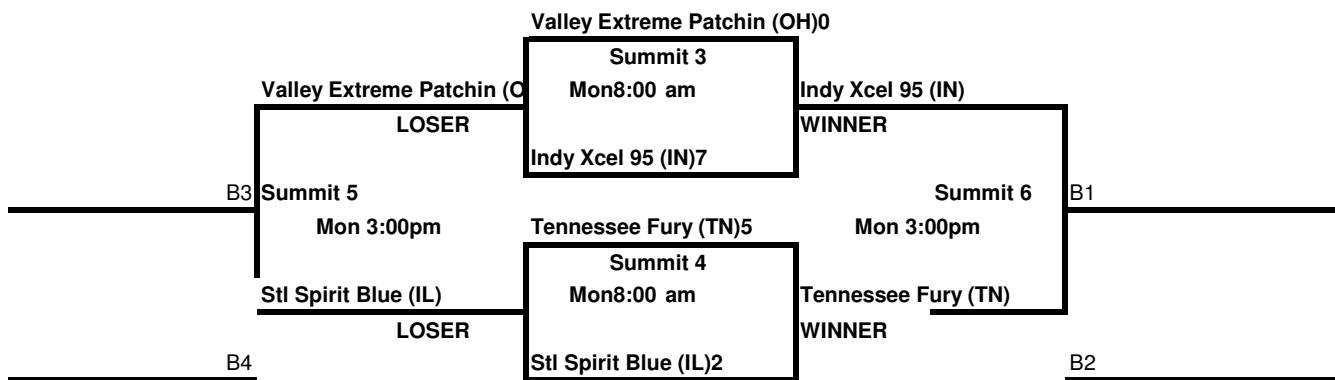 Valley Extreme Patchin (OH)0
Summit 3
Valley Extreme Patchin (O
Mon8:00 am
Indy Xcel 95 (IN)
LOSER
WINNER
Indy Xcel 95 (IN)7
B3
Summit 5
Summit 6
B1
Mon 3:00pm
Tennessee Fury (TN)5
Mon 3:00pm
Summit 4
Stl Spirit Blue (IL)
Mon8:00 am
Tennessee Fury (TN)
LOSER
WINNER
B4
Stl Spirit Blue (IL)2
B2